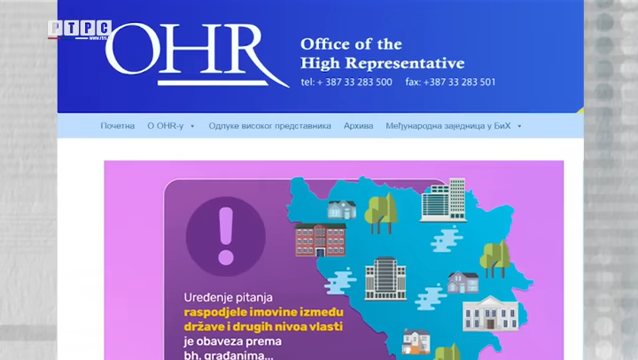 РТРС
OHR
Office of the
High Representative
tel: + 387 33 283 500 fax: +387 33 283 501
Почетна О OHR-у Одлуке високог представника Архива Међународна заједница у БиХ
Uređenje pitanja
raspodjele imovine između
države i drugih nivoa vlasti
je obaveza prema
bh. građanima...